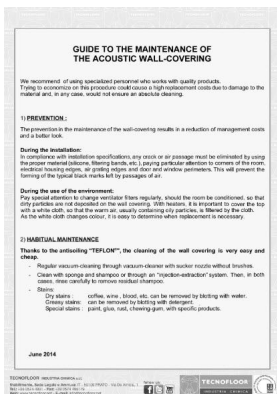 GUIDE TO THE MAINTENANCE OF
THE ACOUSTIC WALL-COVERING
We recommend of using specialized personnel who works with quality products.
Trying to economize on this procedure could cause a high replacement costs due to damage to the
material and, in any case, would not ensure an absolute cleaning.
1) PREVENTION :
The prevention in the maintenance of the wall-covering results in a reduction of management costs
and a better look.
During the installation:
In compliance with installation specifications, any crack or air passage must be eliminated by using
the proper material (silicone, filtering bands, etc.), paying particular attention to corners of the room,
electrical housing edges, air grating edges and door and window perimeters. This will prevent the
forming of the typical black marks left by passages of air.
During the use of the environment:
Pay special attention to change ventilator filters regularly, should the room be conditioned, so that
dirty particles are not deposited on the wall covering. With heaters, it is important to cover the top
with a white cloth, so that the warm air, usually containing oily particles, is filtered by the cloth.
As the white cloth changes colour, it is easy to determine when replacement is necessary.
2) HABITUAL MAINTENANCE
Thanks to the antisoiling "TEFLON", the cleaning of the wall covering is very easy and
cheap.
- Regular vacuum-cleaning through vacuum-cleaner with sucker nozzle without brushes.
- Clean with sponge and shampoo or through an "injection-extraction" system. Then, in both
cases, rinse carefully to remove residual shampoo.
- Stains:
Dry stains : coffee, wine , blood, etc. can be removed by blotting with water.
Greasy stains: can be removed by blotting with detergent.
Special stains : paint, glue, rust, chewing-gum, with specific products.
June 2014
TECNOFLOOR INDUSTRIA CHIMICA
TECNOFLOOR
INDUSTRIA CHIMICA